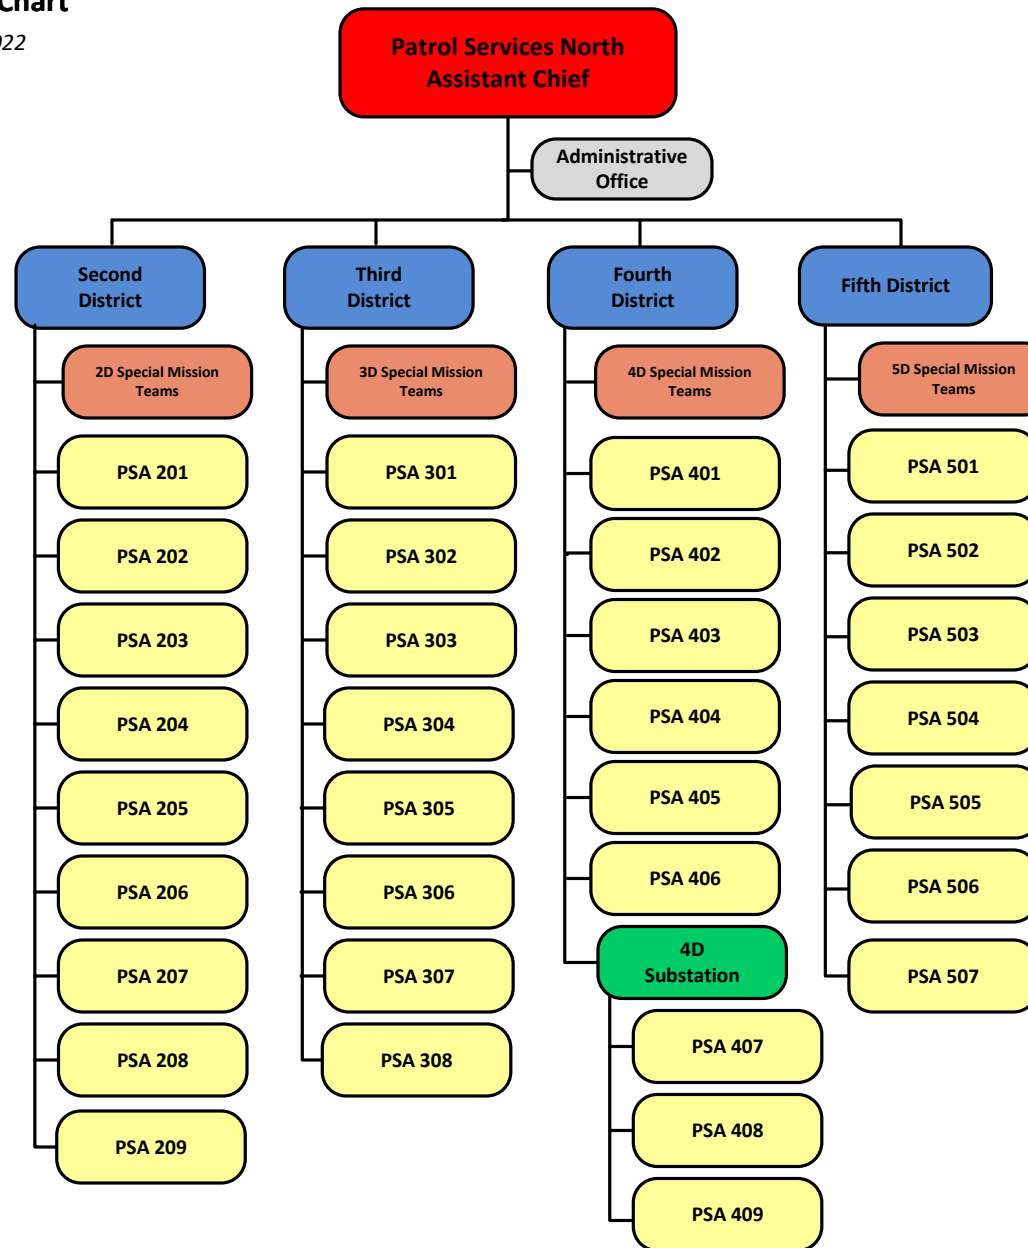 Chart
Patrol Services North
Assistant Chief
Administrative
Office
Second
District
2D Special Mission
Teams
PSA 201
PSA 202
PSA 203
PSA 204
PSA 205
PSA 206
PSA 207
PSA 208
PSA 209
Third
District
3D Special Mission
Teams
PSA 301
PSA 302
PSA 303
PSA 304
PSA 305
PSA 306
PSA 307
PSA 308
Fourth
District
4D Special Mission
Teams
PSA 401
PSA 402
PSA 403
PSA 404
PSA 405
PSA 406
4D
Substation
PSA 407
PSA 408
PSA 409
Fifth District
5D Special Mission
Teams
PSA 501
PSA 502
PSA 503
PSA 504
PSA 505
PSA 506
PSA 507